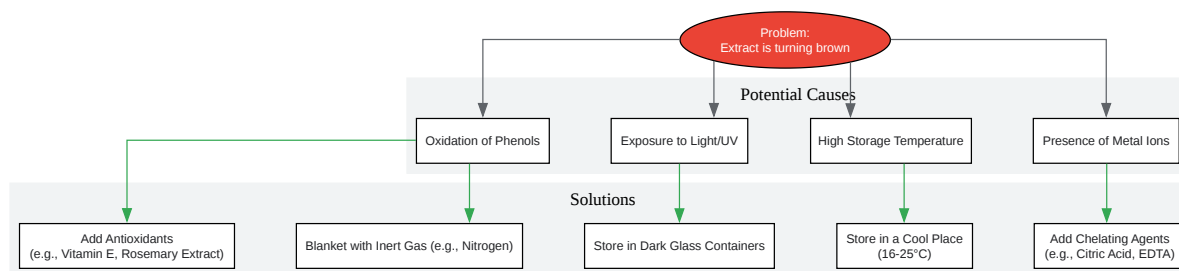 Problem:
Extract is turning brown
Potential Causes
Oxidation of Phenols
Exposure to Light/UV
High Storage Temperature
Presence of Metal Ions
Solutions
Add Antioxidants
(e.g., Vitamin E, Rosemary Extract)
Blanket with Inert Gas (e.g., Nitrogen)
Store in Dark Glass Containers
Store in a Cool Place
(16-25°C)
Add Chelating Agents
(e.g., Citric Acid, EDTA)